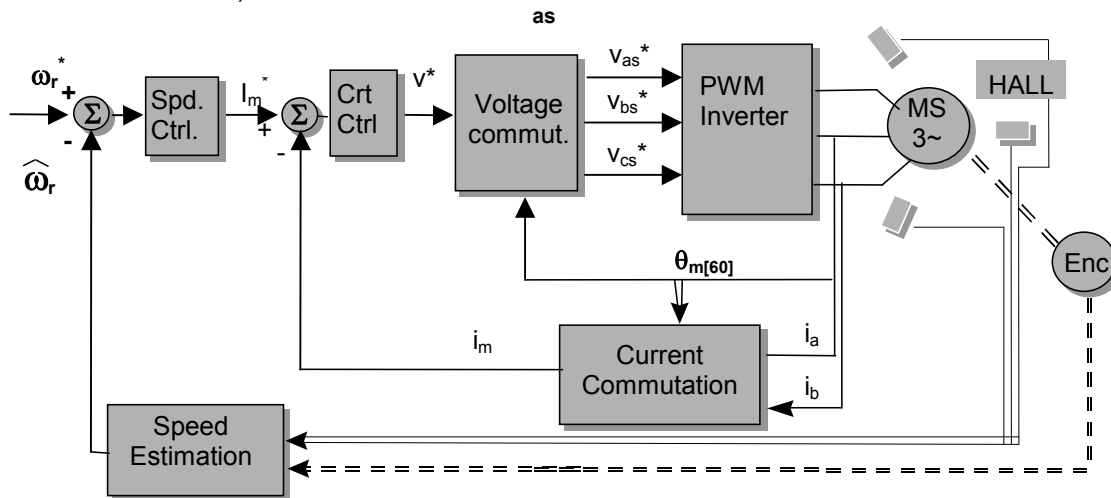 as
ωr*
+
Σ
-
ω̂r
Spd.
Ctrl.
Im*
+
Σ
-
Crt
Ctrl
v*
Voltage
commut.
vas*
vbs*
vcs*
PWM
Inverter
MS
3~
HALL
Enc
θm[60]
im
Current
Commutation
ia
ib
Speed
Estimation